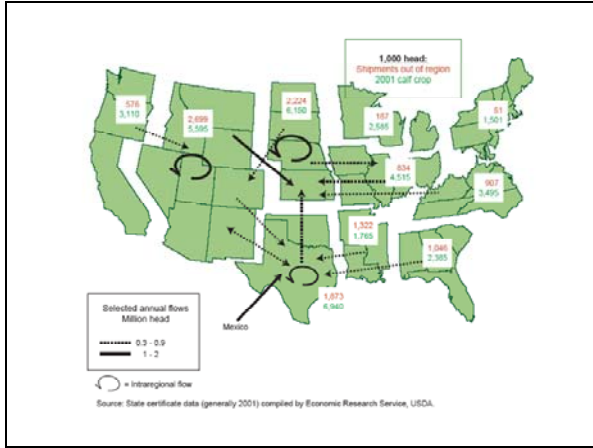 1,000 head:
Shipments out of region
2001 calf crop
576
3,110
2,699
5,595
2,224
6,150
167
2,585
51
1,501
834
4,515
907
3,495
1,322
1.765
1,046
2,385
1,873
6,940
Mexico
Selected annual flows
Million head
0.3 - 0.9
1 - 2
= Intraregional flow
Source: State certificate data (generally 2001) compiled by Economic Research Service, USDA.